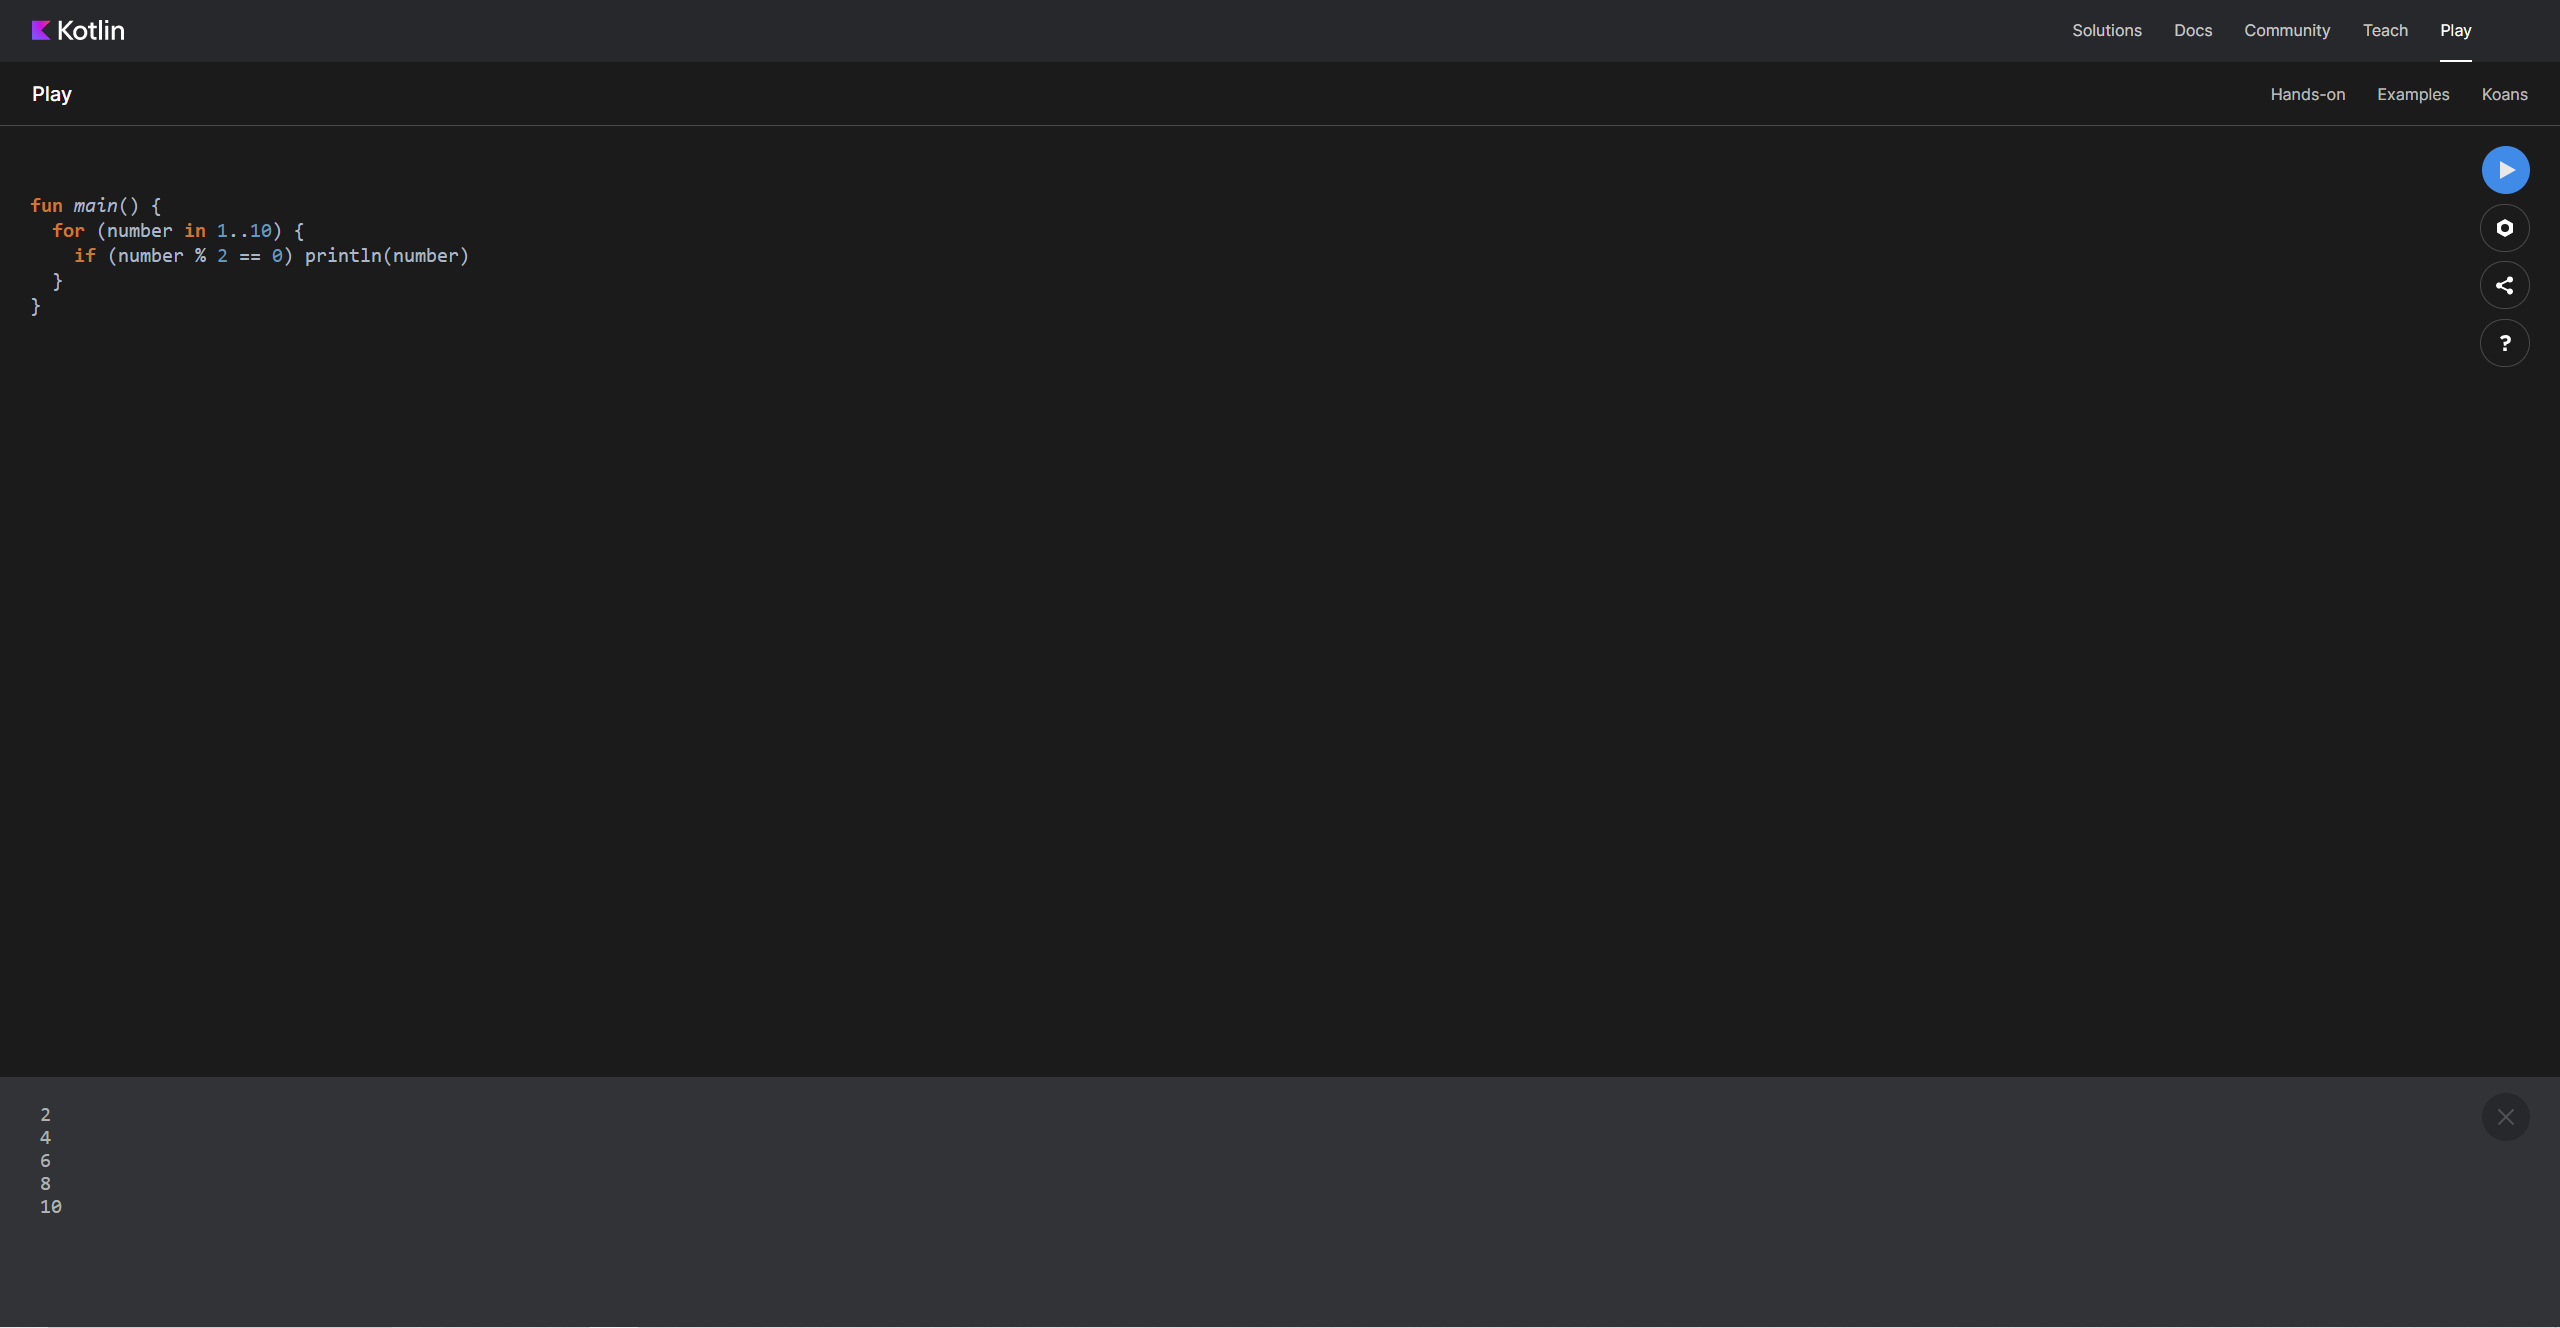 Kotlin Solutions Docs Community Teach Play
Play Hands-on Examples Koans
fun main() {
  for (number in 1..10) {
    if (number % 2 == 0) println(number)
  }
}
?
2
4
6
8
10